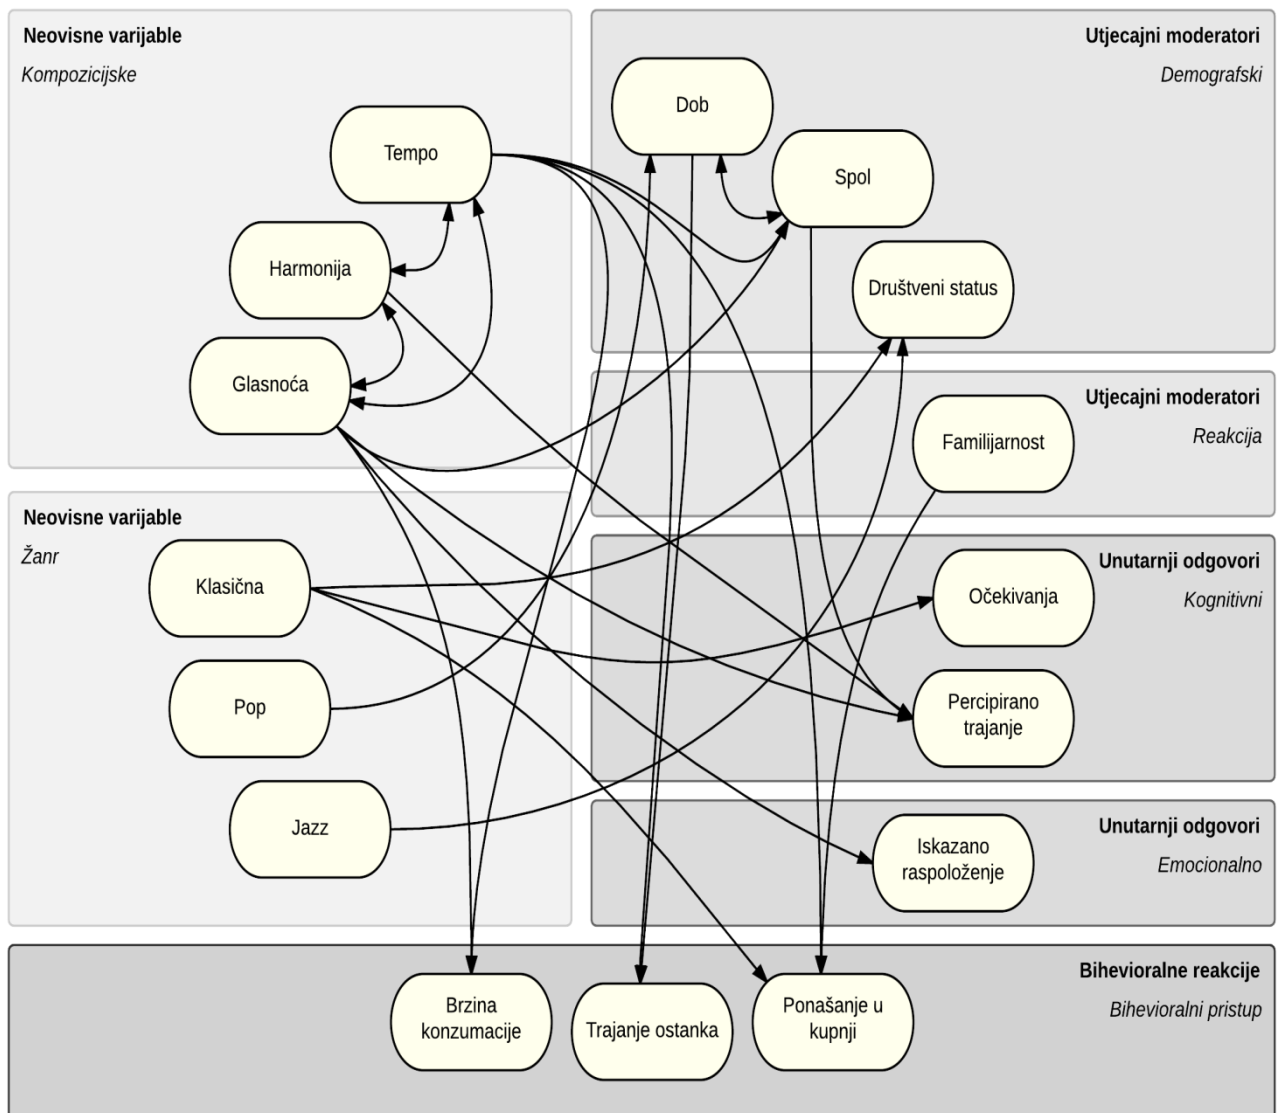 Neovisne varijable
Kompozicijske
Tempo
Harmonija
Glasnoća
Utjecajni moderatori
Demografski
Dob
Spol
Društveni status
Utjecajni moderatori
Reakcija
Familijarnost
Neovisne varijable
Žanr
Klasična
Pop
Jazz
Unutarnji odgovori
Kognitivni
Očekivanja
Percipirano
trajanje
Unutarnji odgovori
Emocionalno
Iskazano
raspoloženje
Bihevioralne reakcije
Bihevioralni pristup
Brzina
konzumacije
Trajanje ostanka
Ponašanje u
kupnji